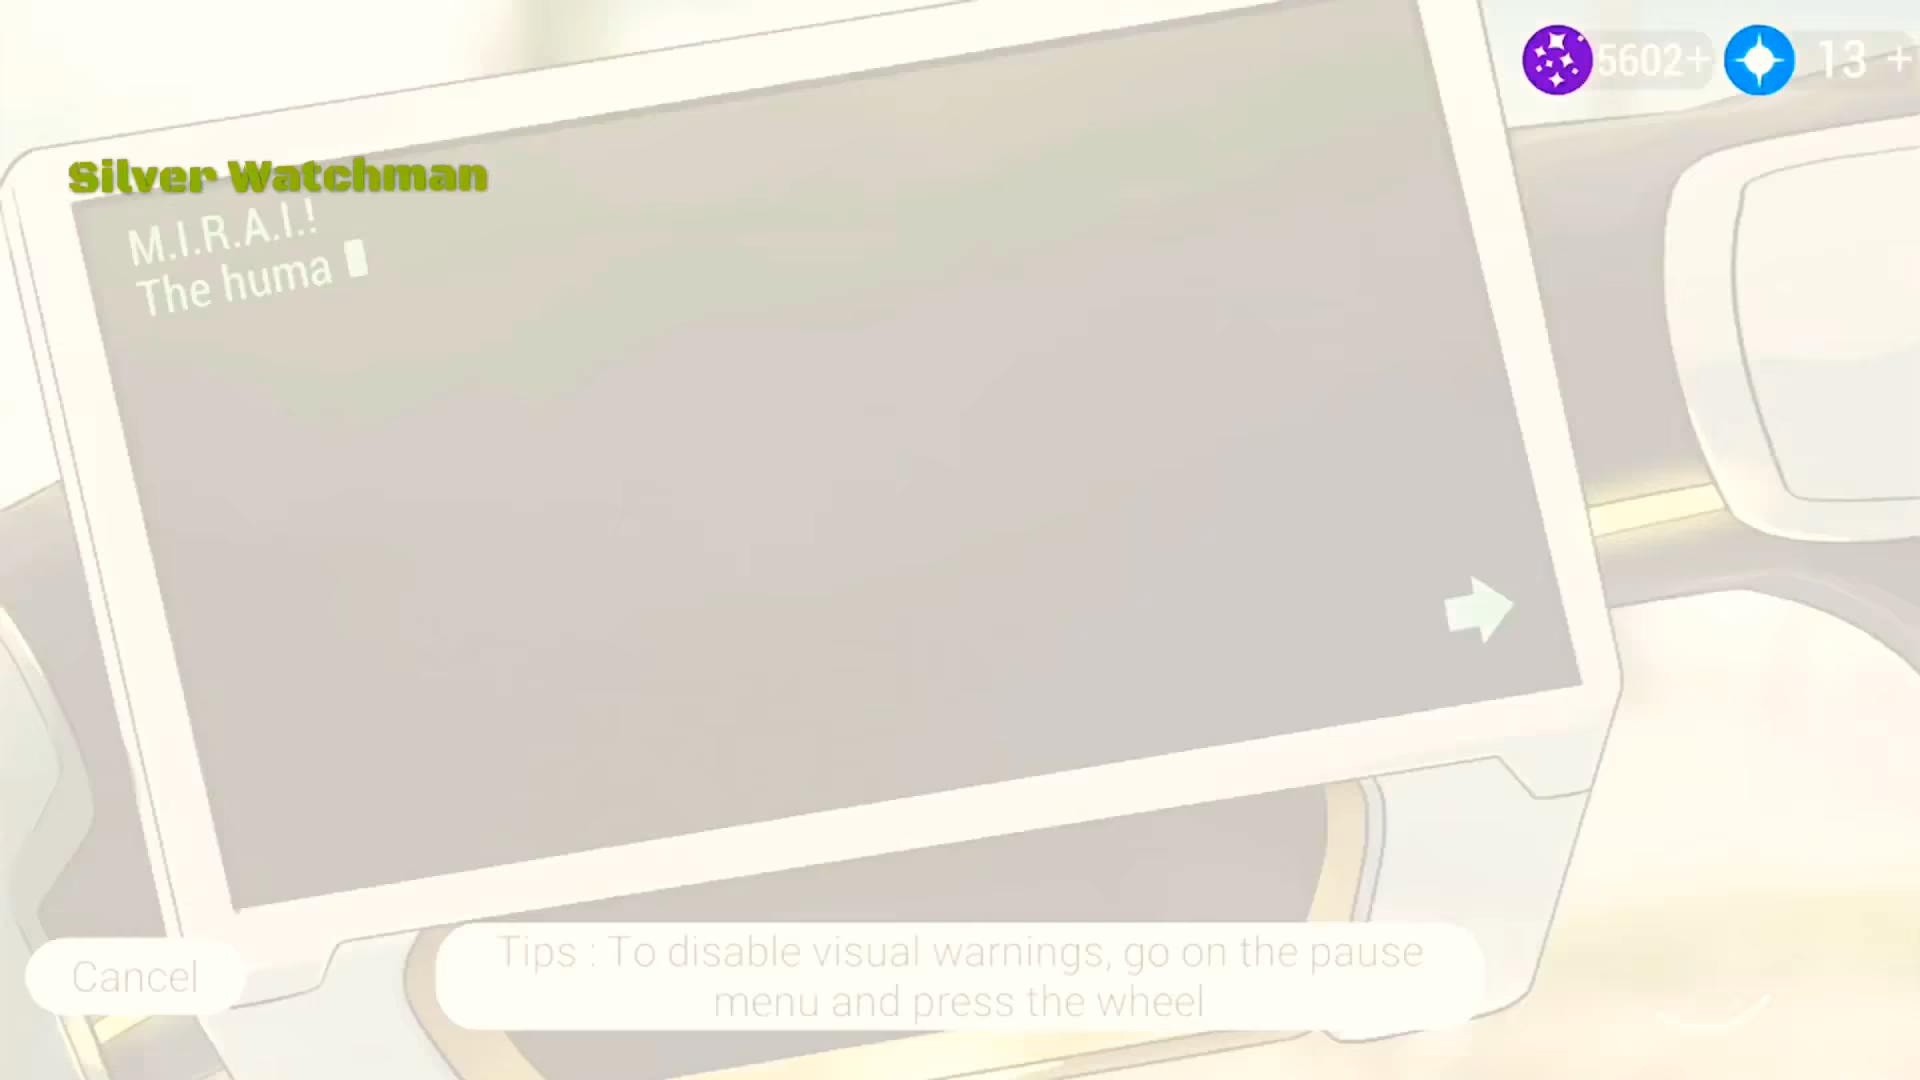 5602+ 13 +
Silver Watchman
M.I.R.A.I.!
The huma
Cancel
Tips : To disable visual warnings, go on the pause
menu and press the wheel